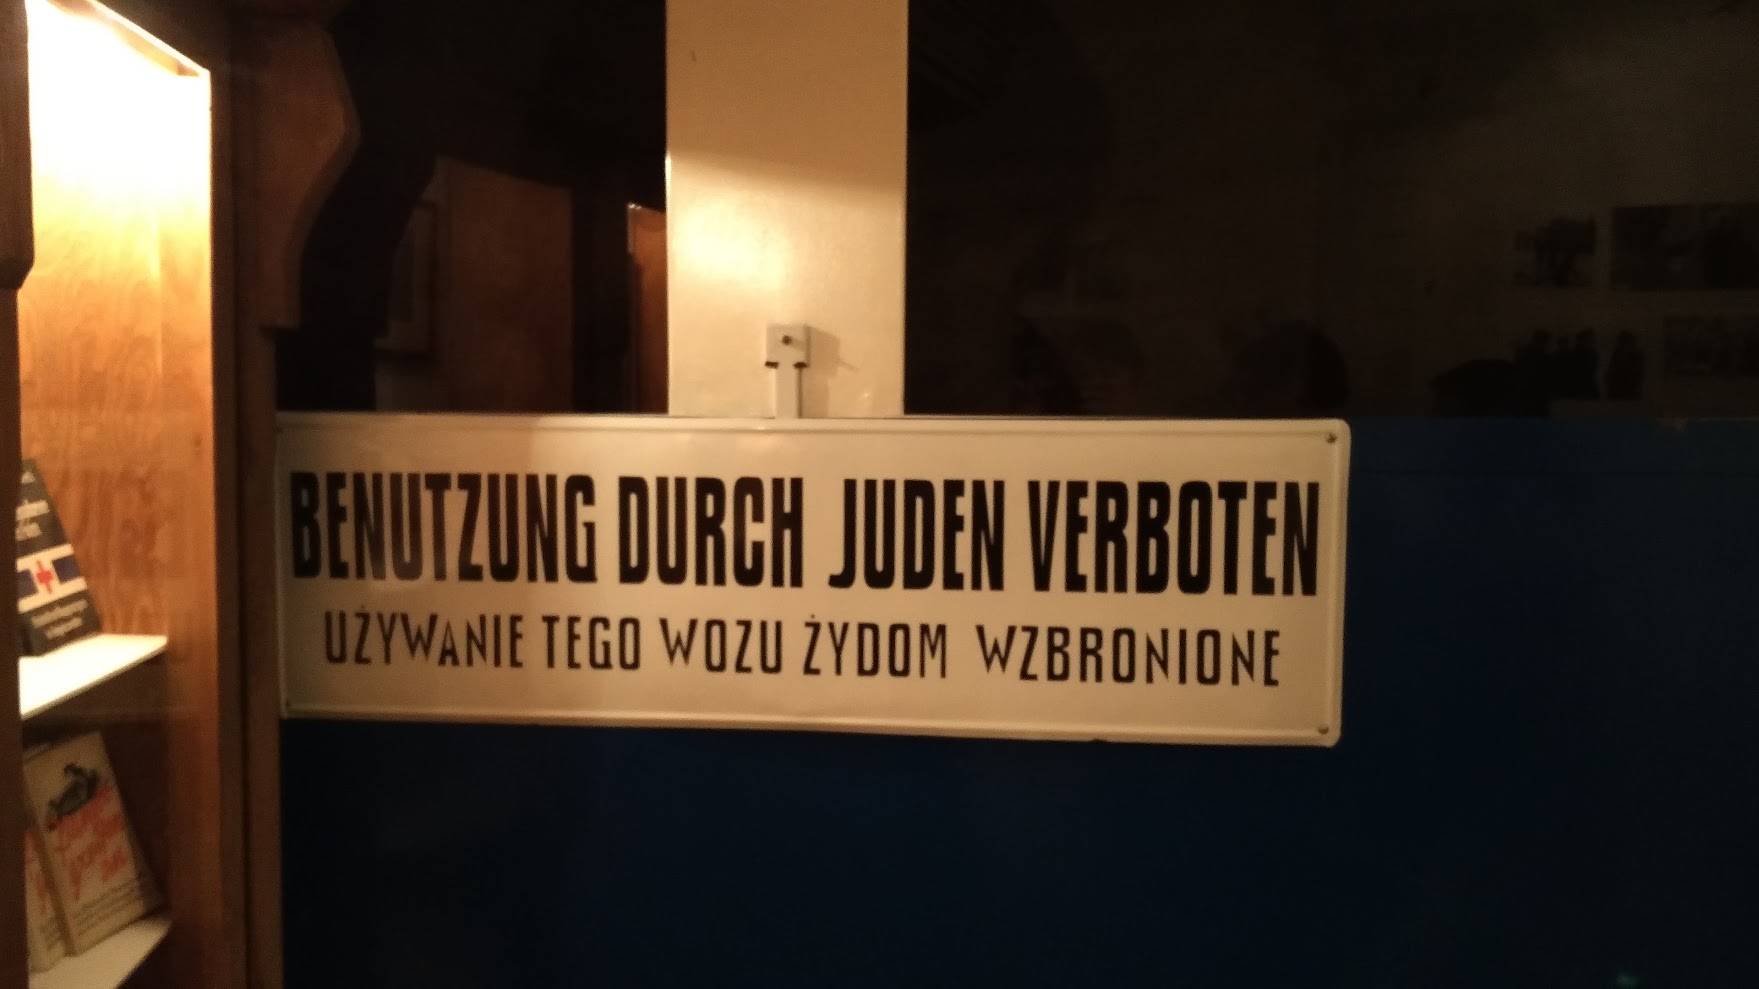 BENUTZUNG DURCH JUDEN VERBOTEN
UŻYWANIE TEGO WOZU ŻYDOM WZBRONIONE